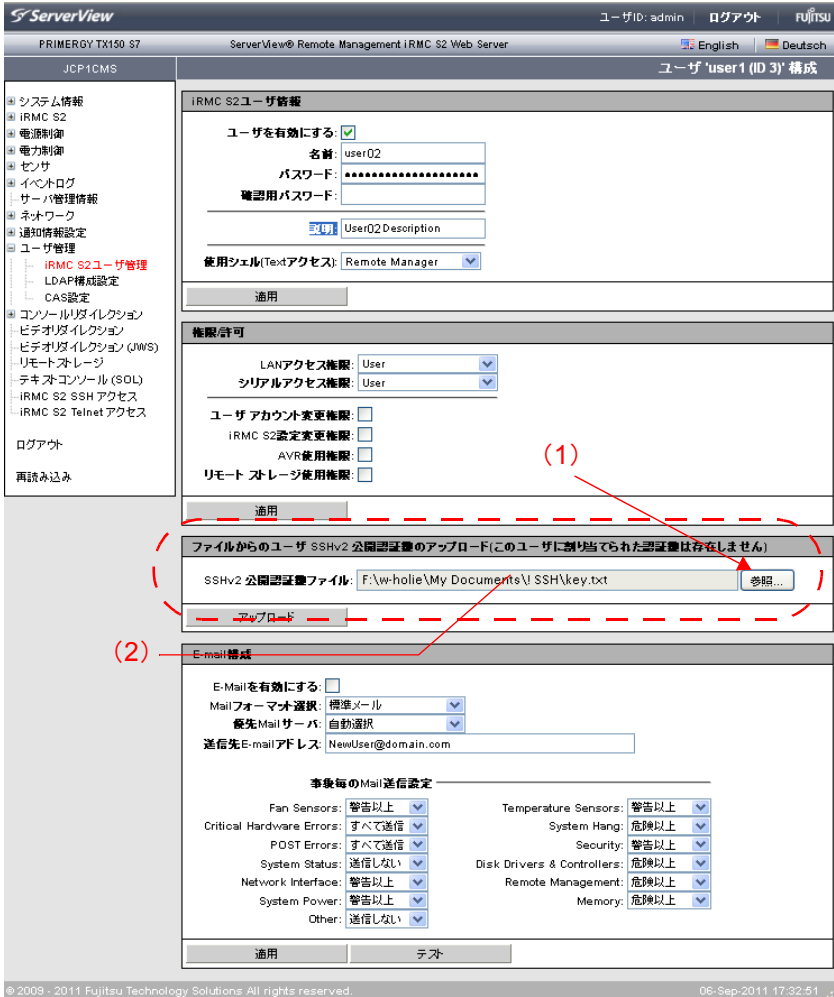 ServerView
ユーザID: admin
ログアウト
FUJITSU
PRIMERGY TX150 S7
ServerView® Remote Management iRMC S2 Web Server
English
Deutsch
JCP1CMS
ユーザ 'user1 (ID 3)' 構成
システム情報
iRMC S2
電源制御
電力制御
センサ
イベントログ
サーバ管理情報
ネットワーク
通知情報設定
ユーザ管理
iRMC S2ユーザ管理
LDAP構成設定
CAS設定
コンソールリダイレクション
ビデオリダイレクション
ビデオリダイレクション (JWS)
リモートストレージ
テキストコンソール (SOL)
iRMC S2 SSH アクセス
iRMC S2 Telnet アクセス
ログアウト
再読み込み
iRMC S2ユーザ情報
ユーザを有効にする:
名前: user02
パスワード: ●●●●●●●●●●●●●●●●●●●●
確認用パスワード:
説明: User02 Description
使用シェル(Textアクセス): Remote Manager
適用
権限/許可
LANアクセス権限: User
シリアルアクセス権限: User
ユーザ アカウント変更権限:
iRMC S2設定変更権限:
AVR使用権限:
リモート ストレージ使用権限:
(1)
適用
ファイルからのユーザ SSHv2 公開認証鍵のアップロード(このユーザに割り当てられた認証鍵は存在しません)
SSHv2 公開認証鍵ファイル: F:\w-holie\My Documents\! SSH\key.txt
参照...
アップロード
(2)
E-mail構成
E-Mailを有効にする:
Mailフォーマット選択: 標準メール
優先Mailサーバ: 自動選択
送信先E-mailアドレス: NewUser@domain.com
事象毎のMail送信設定
Fan Sensors: 警告以上 Temperature Sensors: 警告以上
Critical Hardware Errors: すべて送信 System Hang: 危険以上
POST Errors: すべて送信 Security: 警告以上
System Status: 送信しない Disk Drivers & Controllers: 危険以上
Network Interface: 警告以上 Remote Management: 危険以上
System Power: 警告以上 Memory: 危険以上
Other: 送信しない
適用
テスト
© 2009 - 2011 Fujitsu Technology Solutions All rights reserved.
06-Sep-2011 17:32:51